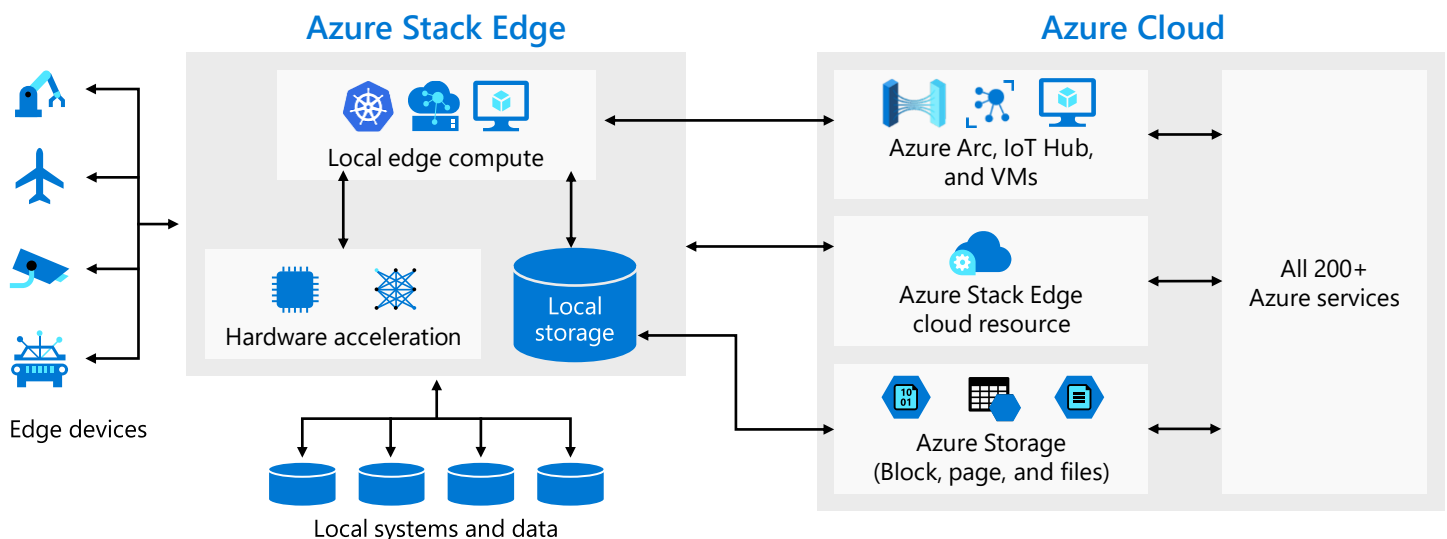 Azure Stack Edge
Azure Cloud
Local edge compute
Hardware acceleration
Local
storage
Edge devices
Local systems and data
Azure Arc, IoT Hub,
and VMs
Azure Stack Edge
cloud resource
10
01
Azure Storage
(Block, page, and files)
All 200+
Azure services